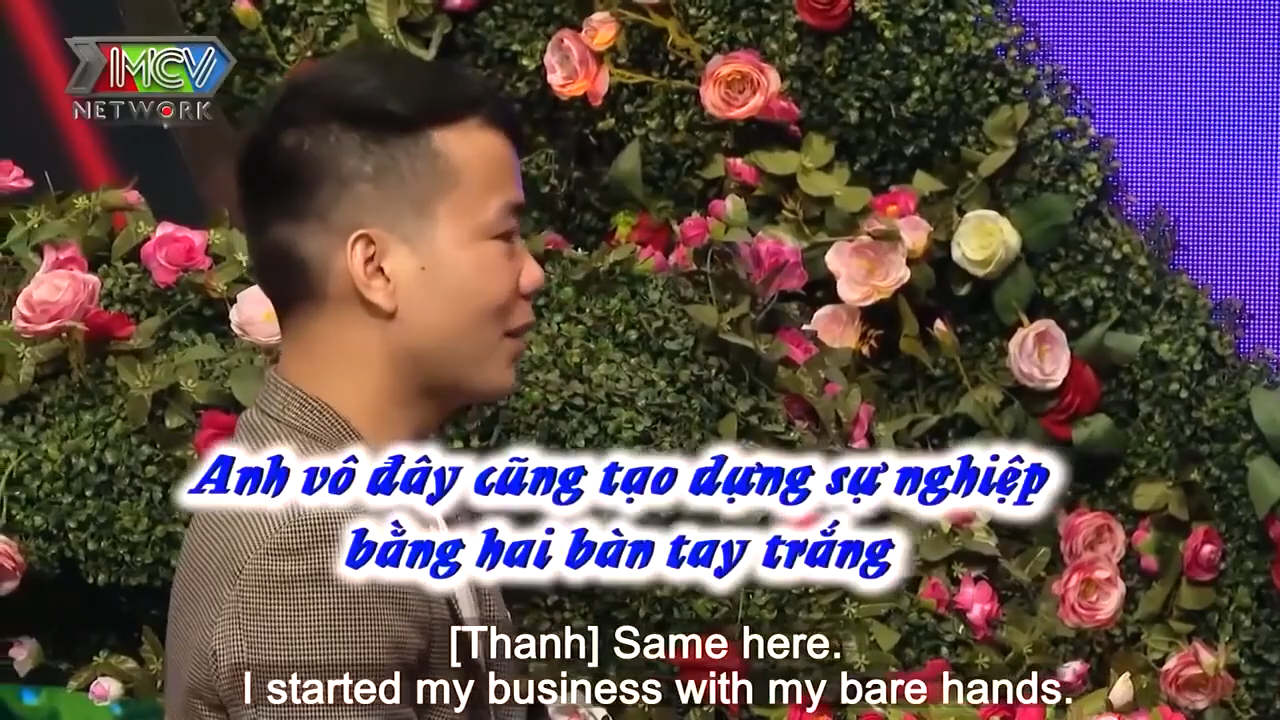 MCV
NETWORK
Anh vô đây cũng tạo dựng sự nghiệp
bằng hai bàn tay trắng
[Thanh] Same here.
I started my business with my bare hands.